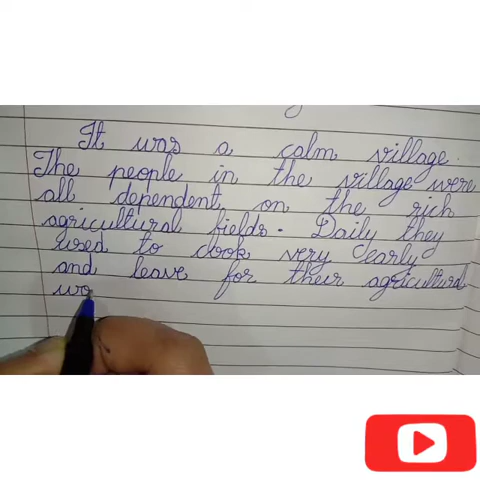 It was a calm village.
The people in the village were
all dependent on the rich
agricultural fields. Daily they
used to cook very early
and leave for their agricultural
wo